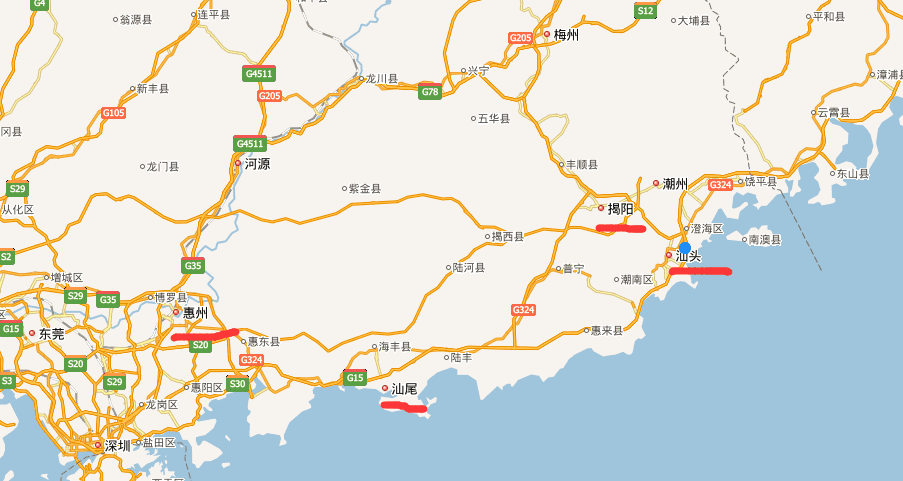 G4
翁源县
连平县
S12
大埔县
平和县
G205
梅州
G4511
龙川县
兴宁
漳浦县
新丰县
G205
G78
G105
五华县
云霄县
冈县
G4511
龙门县
河源
丰顺县
东山县
S29
紫金县
潮州
G324
饶平县
从化区
揭阳
澄海区
揭西县
南澳县
S2
G35
汕头
陆河县
普宁
增城区
潮南区
S29
G35
博罗县
惠州
G324
G15
东莞
惠来县
S20
惠东县
海丰县
陆丰
S20
G324
S3
S29
惠阳区
S30
G15
汕尾
龙岗区
深圳
盐田区